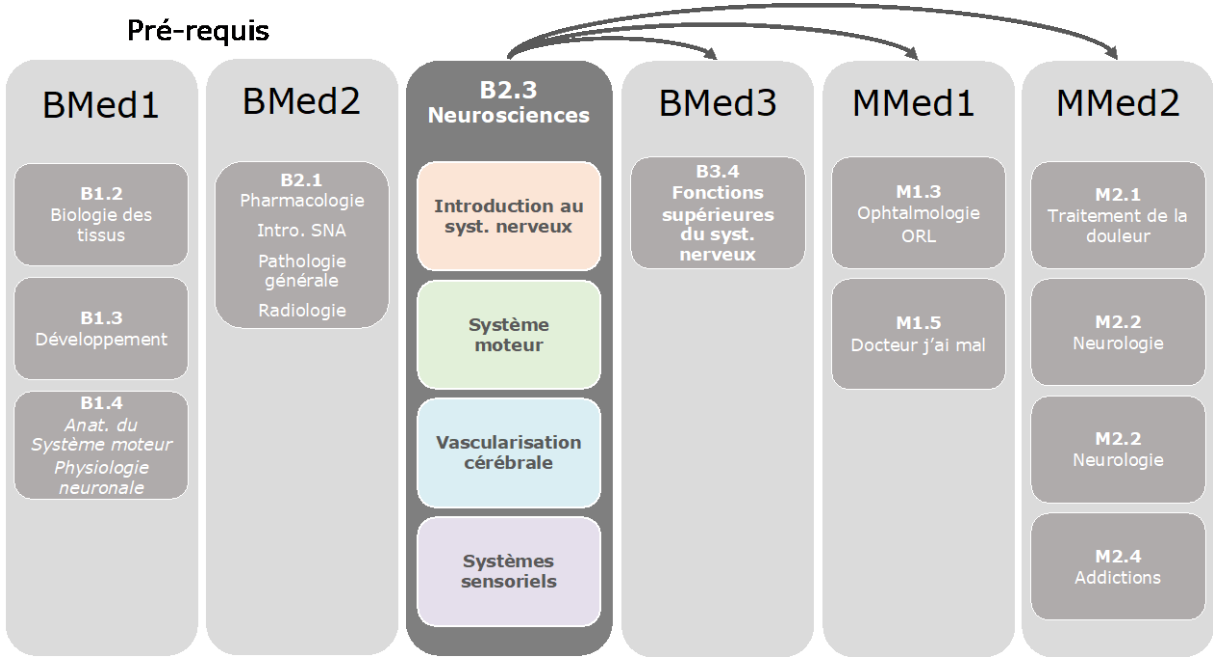 Pré-requis
BMed1
B1.2
Biologie des
tissus
B1.3
Développement
B1.4
Anat. du
Système moteur
Physiologie
neuronale
BMed2
B2.1
Pharmacologie
Intro. SNA
Pathologie
générale
Radiologie
B2.3
Neurosciences
Introduction au
syst. nerveux
Système
moteur
Vascularisation
cérébrale
Systèmes
sensoriels
BMed3
B3.4
Fonctions
supérieures
du syst.
nerveux
MMed1
M1.3
Ophtalmologie
ORL
M1.5
Docteur j’ai mal
MMed2
M2.1
Traitement de la
douleur
M2.2
Neurologie
M2.2
Neurologie
M2.4
Addictions